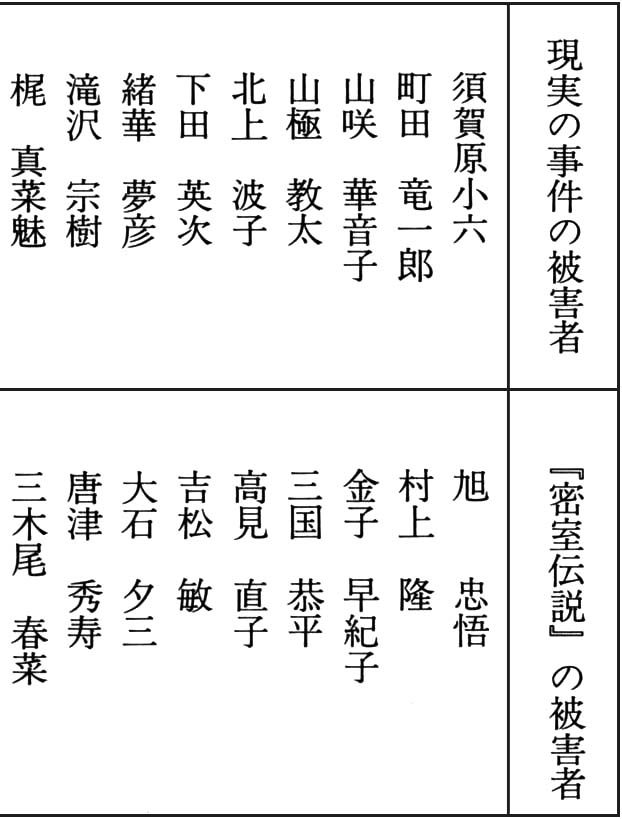 現実の事件の被害者
須賀原小六
町田　竜一郎
山咲　華音子
山極　教太
北上　波子
下田　英次
緒華　夢彦
滝沢　宗樹
梶　真菜魅
『密室伝説』の被害者
旭　忠悟
村上　隆
金子　早紀子
三国　恭平
高見　直子
吉松　敏
大石　夕三
唐津　秀寿
三木尾　春菜